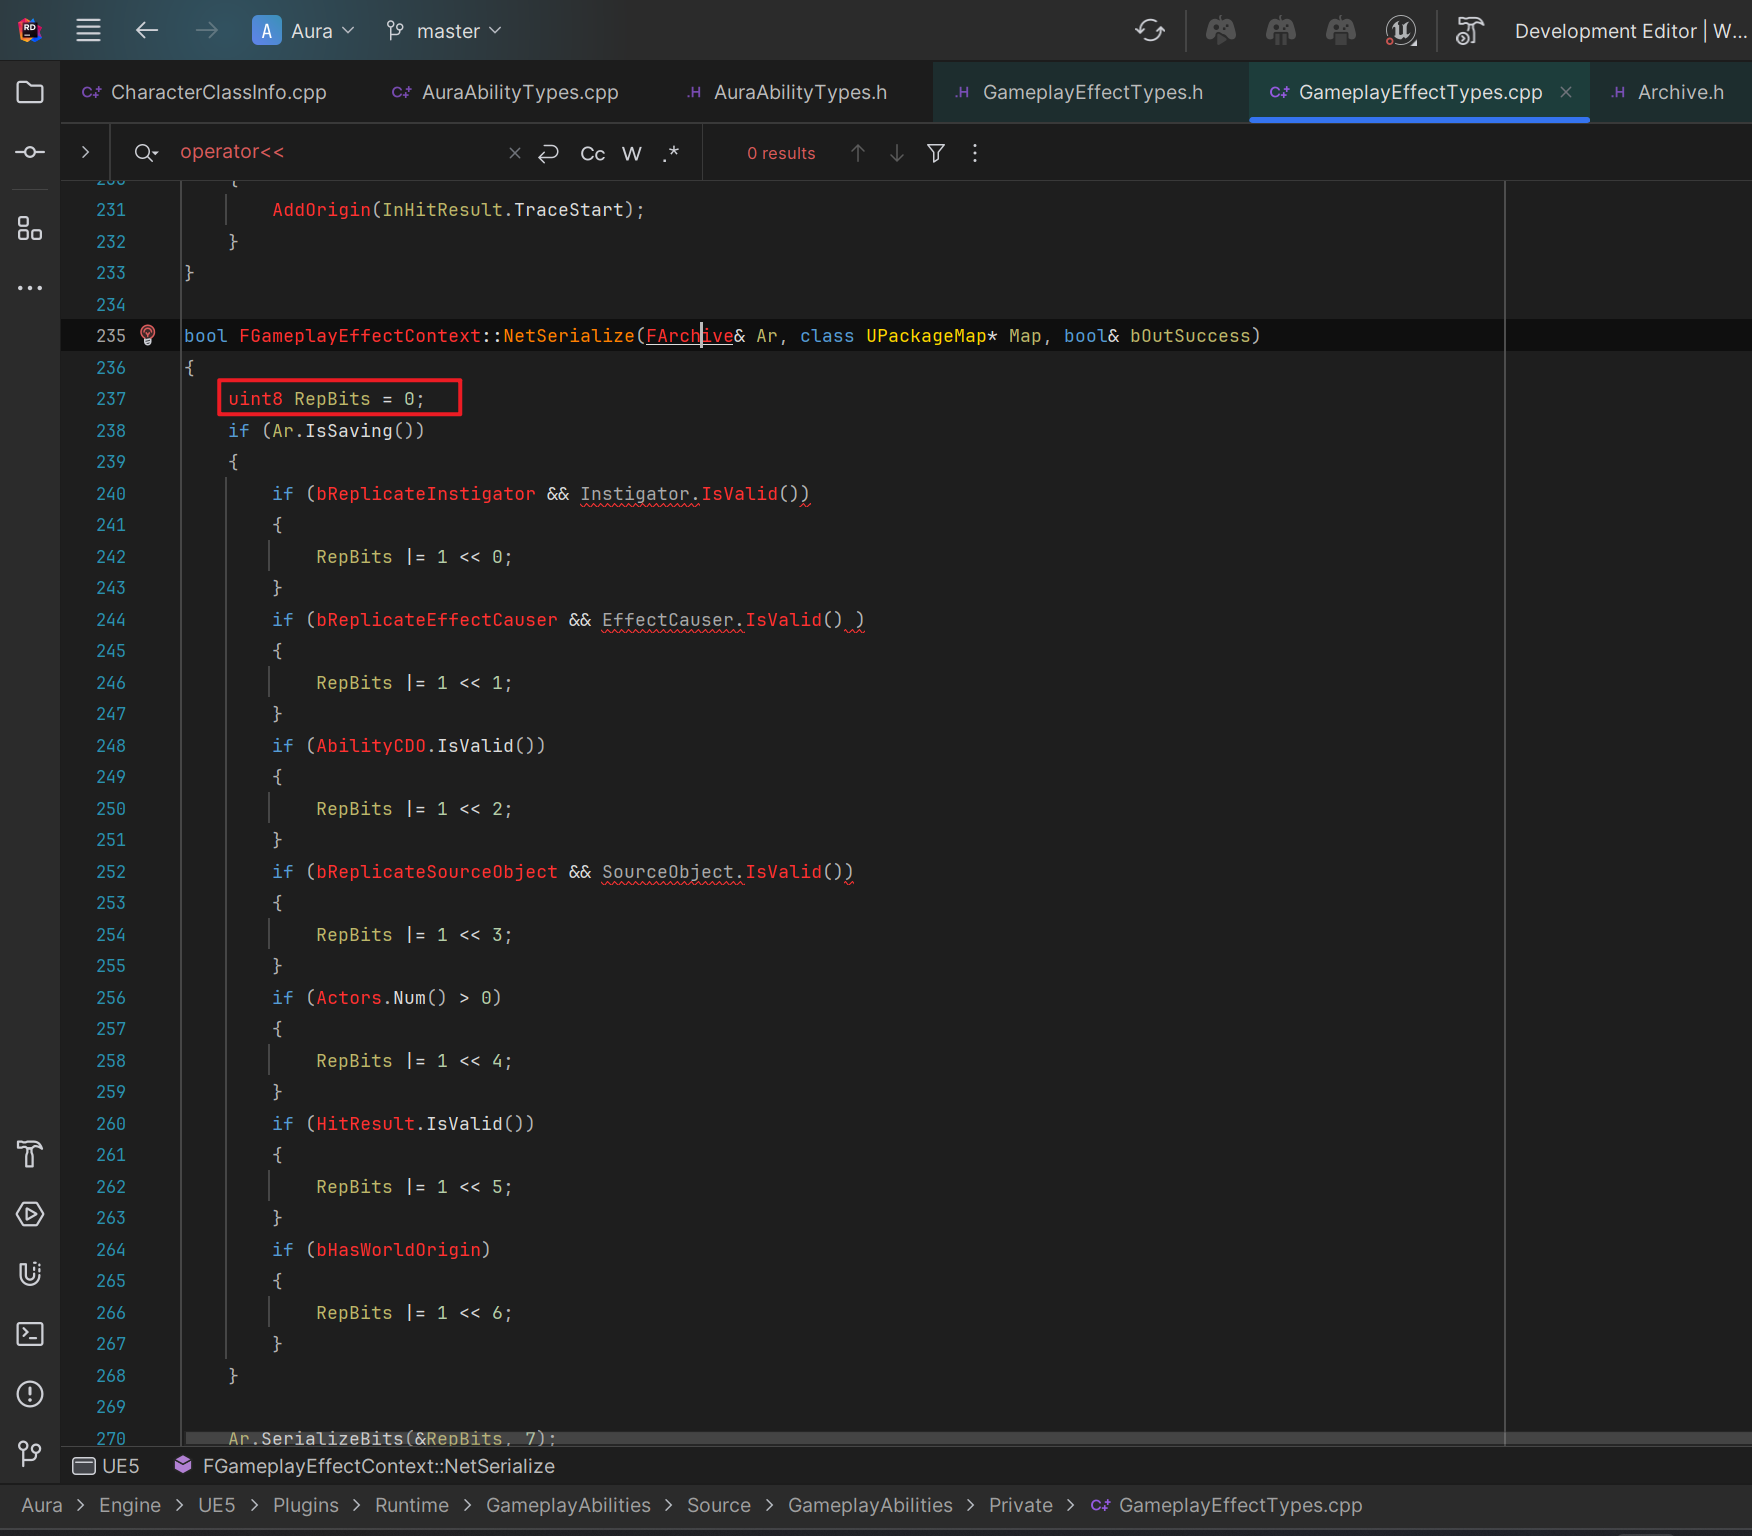 A Aura master Development Editor | W...
CharacterClassInfo.cpp AuraAbilityTypes.cpp .H AuraAbilityTypes.h .H GameplayEffectTypes.h GameplayEffectTypes.cpp .H Archive.h
operator<< Cc W .* 0 results
230 {
231 AddOrigin(InHitResult.TraceStart);
232 }
233 }
234
235 bool FGameplayEffectContext::NetSerialize(FArchive& Ar, class UPackageMap* Map, bool& bOutSuccess)
236 {
237 uint8 RepBits = 0;
238 if (Ar.IsSaving())
239 {
240 if (bReplicateInstigator && Instigator.IsValid())
241 {
242 RepBits |= 1 << 0;
243 }
244 if (bReplicateEffectCauser && EffectCauser.IsValid() )
245 {
246 RepBits |= 1 << 1;
247 }
248 if (AbilityCDO.IsValid())
249 {
250 RepBits |= 1 << 2;
251 }
252 if (bReplicateSourceObject && SourceObject.IsValid())
253 {
254 RepBits |= 1 << 3;
255 }
256 if (Actors.Num() > 0)
257 {
258 RepBits |= 1 << 4;
259 }
260 if (HitResult.IsValid())
261 {
262 RepBits |= 1 << 5;
263 }
264 if (bHasWorldOrigin)
265 {
266 RepBits |= 1 << 6;
267 }
268 }
269
270 Ar.SerializeBits(&RepBits, 7);
UE5 FGameplayEffectContext::NetSerialize
Aura > Engine > UE5 > Plugins > Runtime > GameplayAbilities > Source > GameplayAbilities > Private > GameplayEffectTypes.cpp